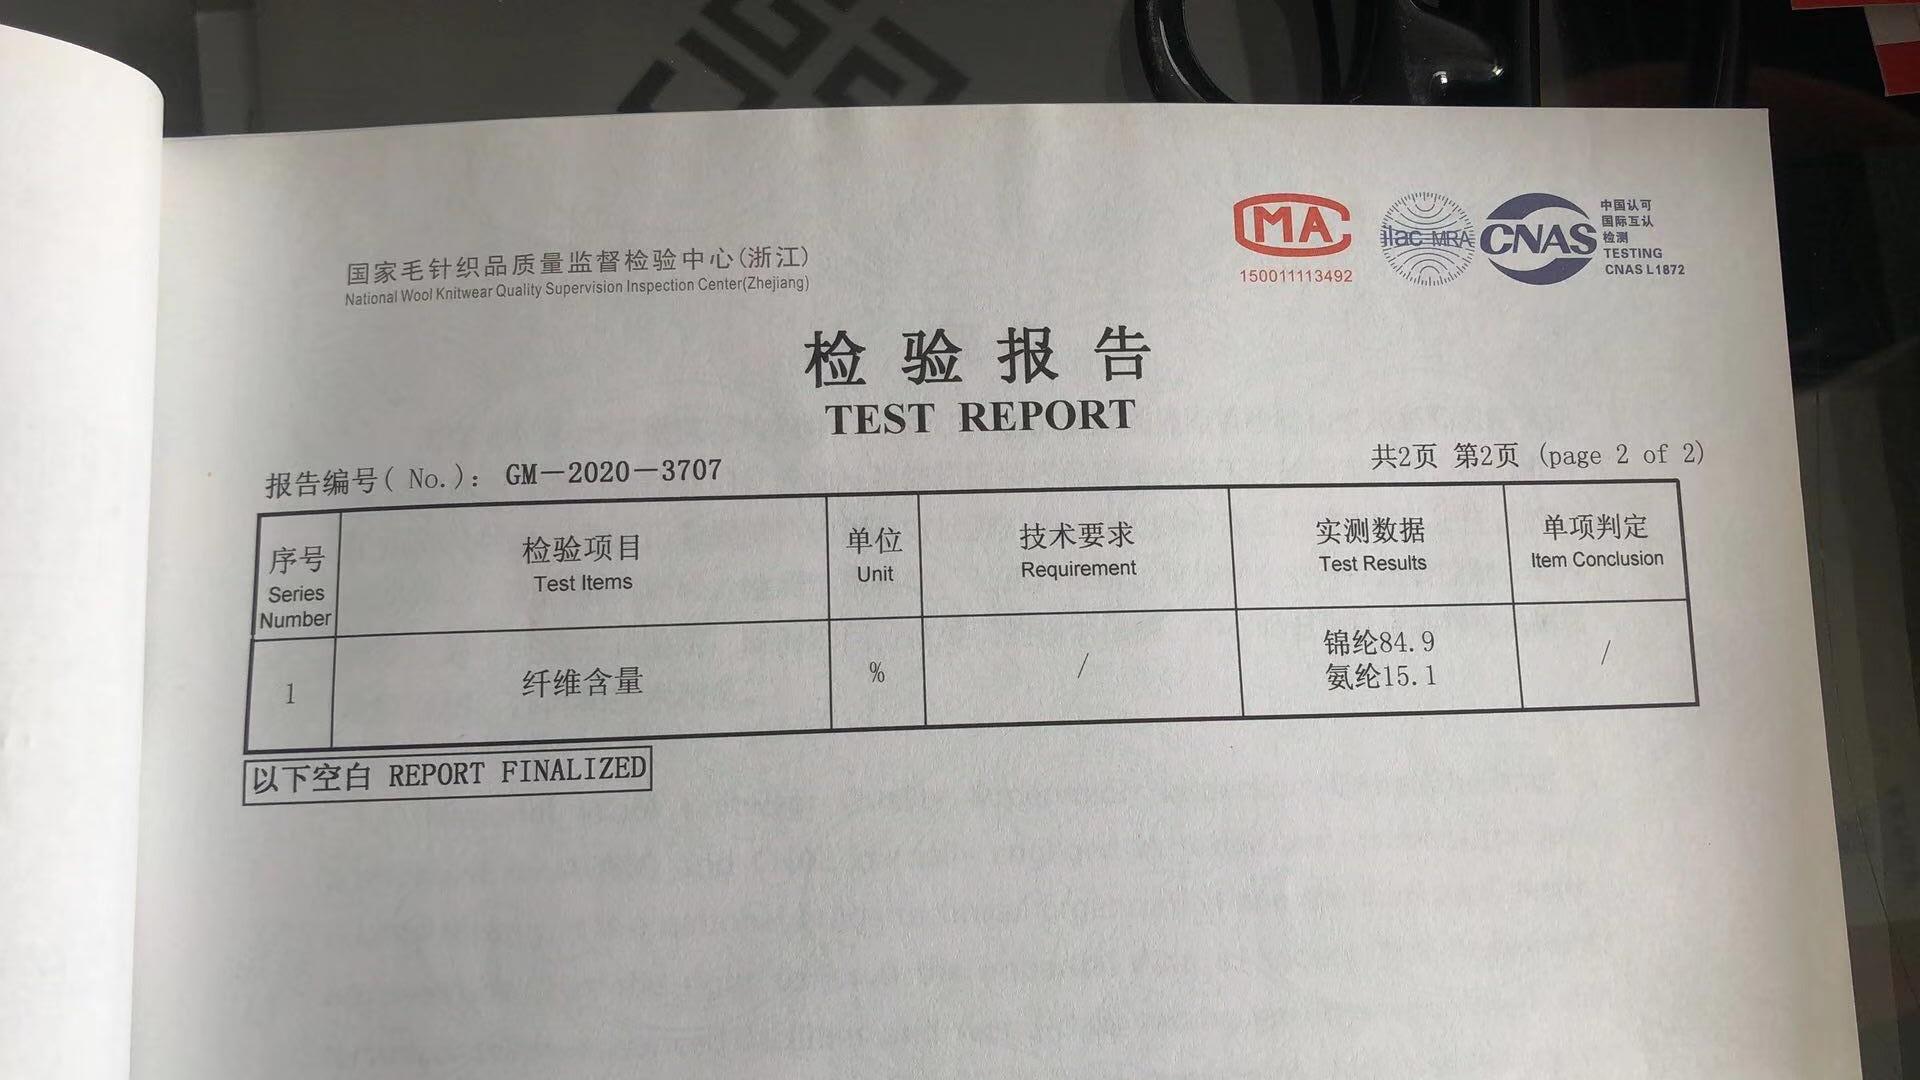 国家毛针织品质量监督检验中心(浙江)
National Wool Knitwear Quality Supervision Inspection Center(Zhejiang)
MA
150011113492
ilac-MRA
CNAS
中国认可
国际互认
检测
TESTING
CNAS L1872
检验报告
TEST REPORT
报告编号( No.): GM-2020-3707
共2页 第2页 (page 2 of 2)
序号
Series
Number
检验项目
Test Items
单位
Unit
技术要求
Requirement
实测数据
Test Results
单项判定
Item Conclusion
1
纤维含量
%
/
锦纶84.9
氨纶15.1
/
以下空白 REPORT FINALIZED